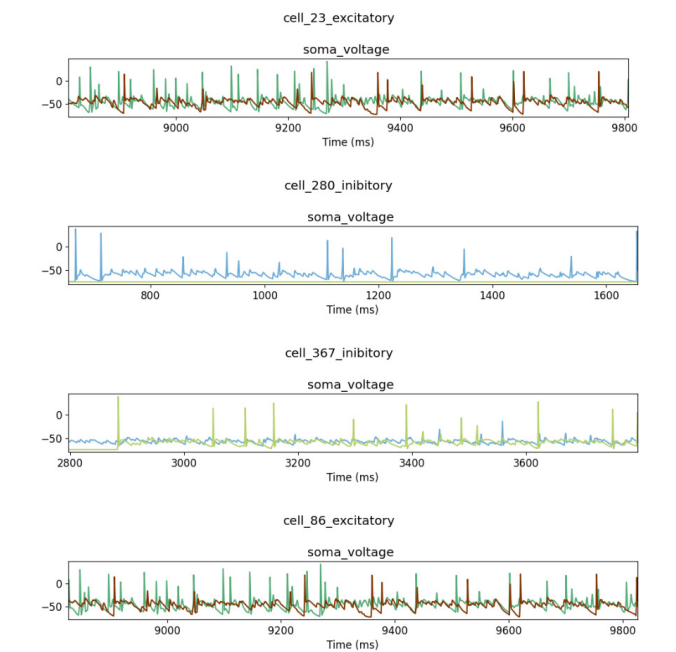 cell_23_excitatory
soma_voltage
0
−50
9000 9200 9400 9600 9800
Time (ms)
cell_280_inibitory
soma_voltage
0
−50
800 1000 1200 1400 1600
Time (ms)
cell_367_inibitory
soma_voltage
0
−50
2800 3000 3200 3400 3600
Time (ms)
cell_86_excitatory
soma_voltage
0
−50
9000 9200 9400 9600 9800
Time (ms)